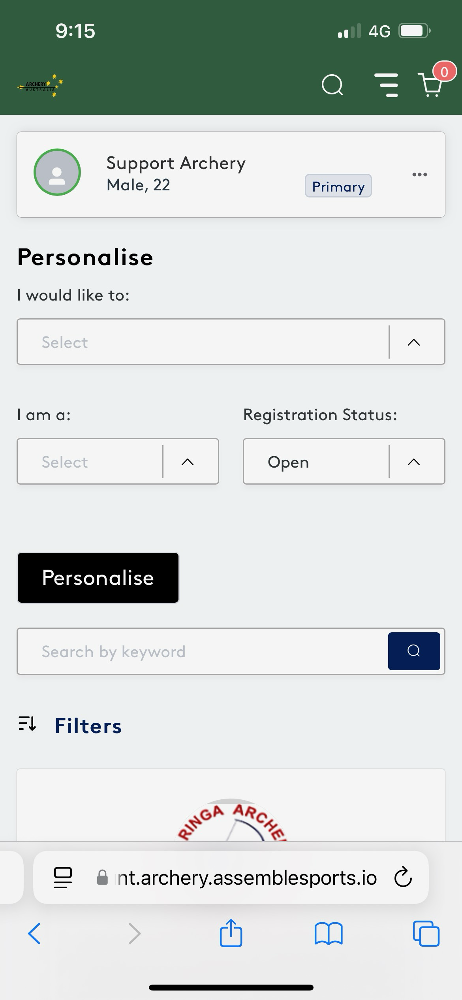 9:15 4G
0
ARCHERY
AUSTRALIA
Support Archery
Male, 22
Primary
Personalise
I would like to:
Select
I am a: Registration Status:
Select Open
Personalise
Search by keyword
Filters
RINGA ARCHE
nt.archery.assemblesports.io